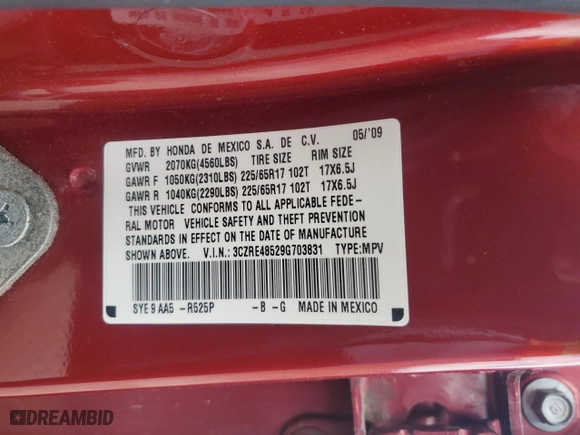 MFD. BY HONDA DE MEXICO S.A. DE C.V. 05/'09
GVWR 2070KG(4560LBS) TIRE SIZE RIM SIZE
GAWR F 1050KG(2310LBS) 225/65R17 102T 17X6.5J
GAWR R 1040KG(2290LBS) 225/65R17 102T 17X6.5J
THIS VEHICLE CONFORMS TO ALL APPLICABLE FEDE-
RAL MOTOR VEHICLE SAFETY AND THEFT PREVENTION
STANDARDS IN EFFECT ON THE DATE OF MANUFACTURE
SHOWN ABOVE. V.I.N.: 3CZRE48529G703831 TYPE:MPV
SYE9AA5 -R525P -B -G MADE IN MEXICO
DREAMBID